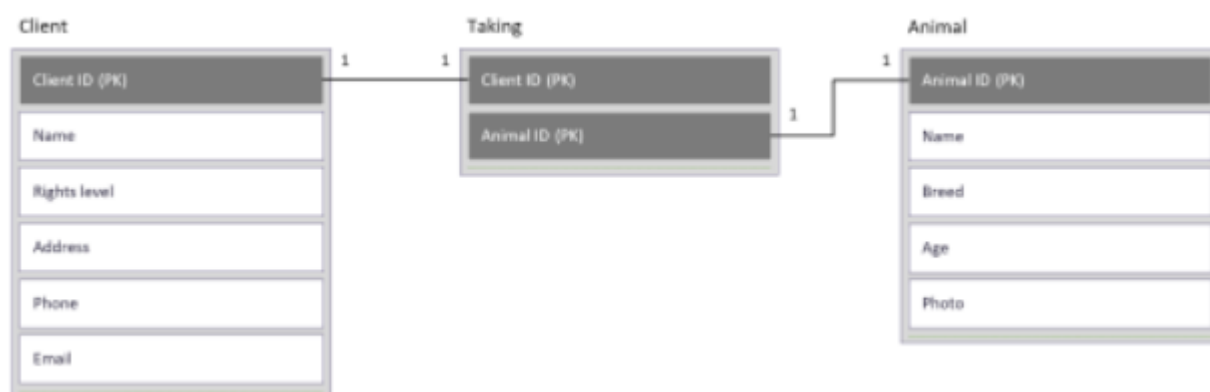 Client
Client ID (PK)
Name
Rights level
Address
Phone
Email
1
1
Taking
Client ID (PK)
Animal ID (PK)
1
1
Animal
Animal ID (PK)
Name
Breed
Age
Photo